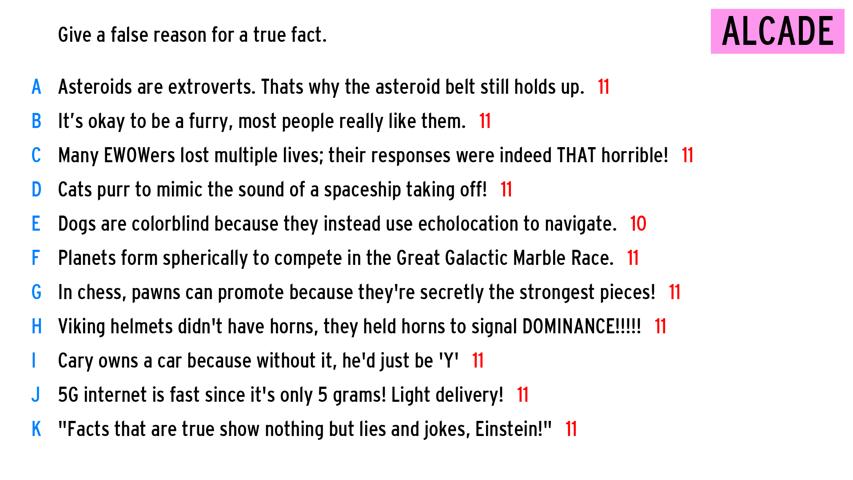 Give a false reason for a true fact.
ALCADE
A Asteroids are extroverts. Thats why the asteroid belt still holds up. 11
B It's okay to be a furry, most people really like them. 11
C Many EWOWers lost multiple lives; their responses were indeed THAT horrible! 11
D Cats purr to mimic the sound of a spaceship taking off! 11
E Dogs are colorblind because they instead use echolocation to navigate. 10
F Planets form spherically to compete in the Great Galactic Marble Race. 11
G In chess, pawns can promote because they're secretly the strongest pieces! 11
H Viking helmets didn't have horns, they held horns to signal DOMINANCE!!!!! 11
I Cary owns a car because without it, he'd just be 'Y' 11
J 5G internet is fast since it's only 5 grams! Light delivery! 11
K "Facts that are true show nothing but lies and jokes, Einstein!" 11